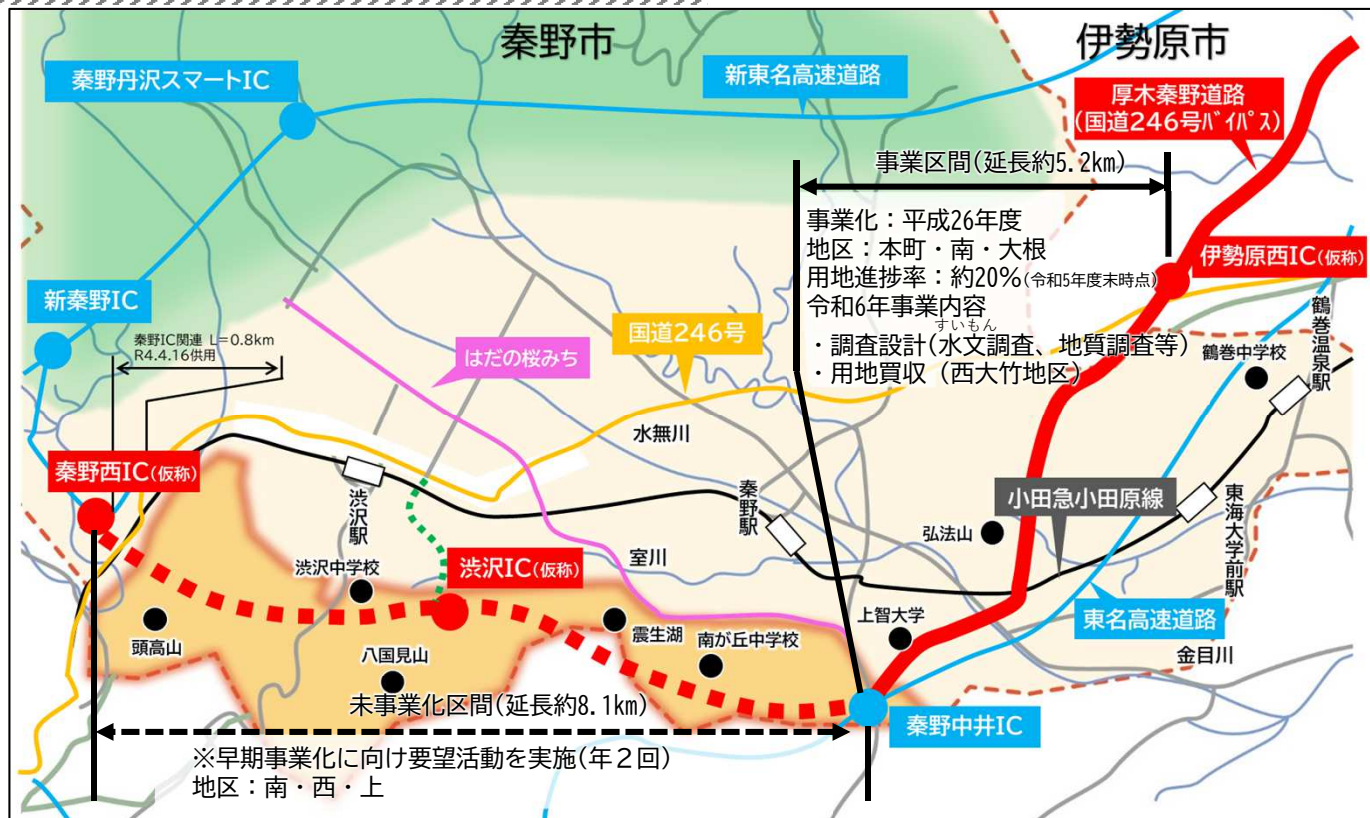 秦野市
伊勢原市
秦野丹沢スマートIC
新東名高速道路
厚木秦野道路
(国道246号バイパス)
事業区間(延長約5.2km)
事業化：平成26年度
地区：本町・南・大根
用地進捗率：約20%(令和5年度末時点)
令和6年事業内容
すいもん
・調査設計(水文調査、地質調査等)
・用地買収（西大竹地区）
伊勢原西IC(仮称)
新秦野IC
秦野IC関連 L=0.8km
R4.4.16供用
はだの桜みち
国道246号
鶴巻温泉駅
鶴巻中学校
水無川
秦野西IC(仮称)
渋沢駅
秦野駅
小田急小田原線
東海大学前駅
弘法山
渋沢中学校
渋沢IC(仮称)
室川
上智大学
東名高速道路
頭高山
八国見山
震生湖
南が丘中学校
金目川
未事業化区間(延長約8.1km)
秦野中井IC
※早期事業化に向け要望活動を実施(年２回)
地区：南・西・上